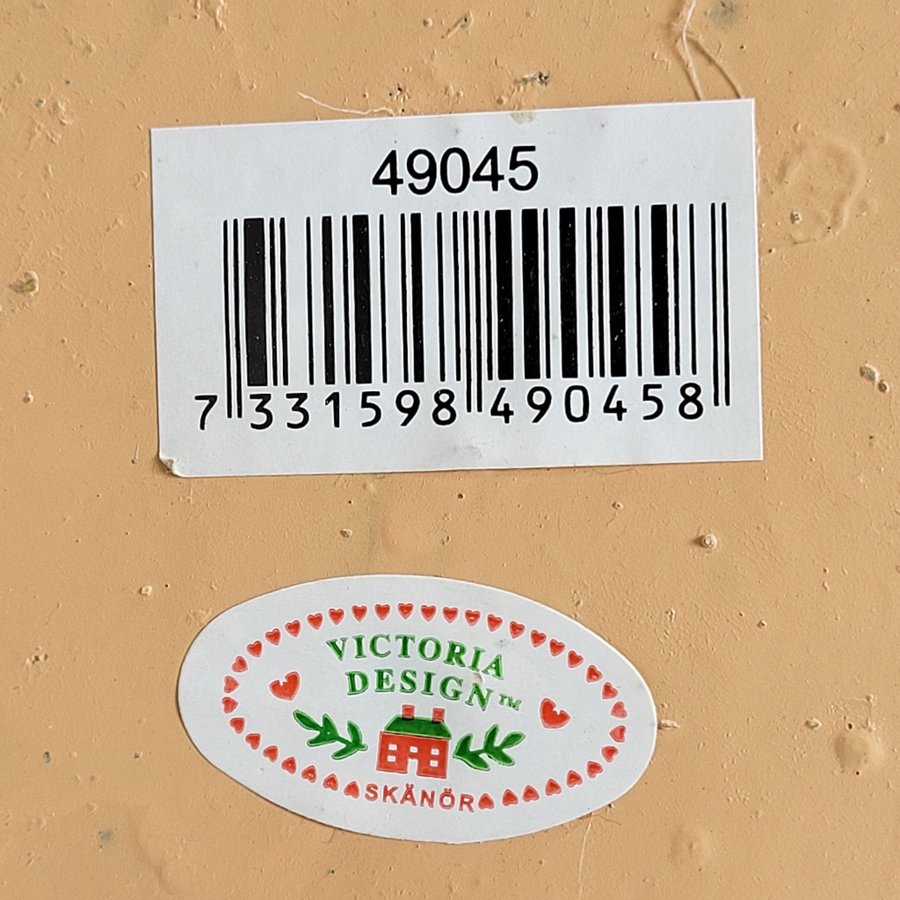 49045
7 331598 490458
VICTORIA
DESIGN™
SKÄNÖR